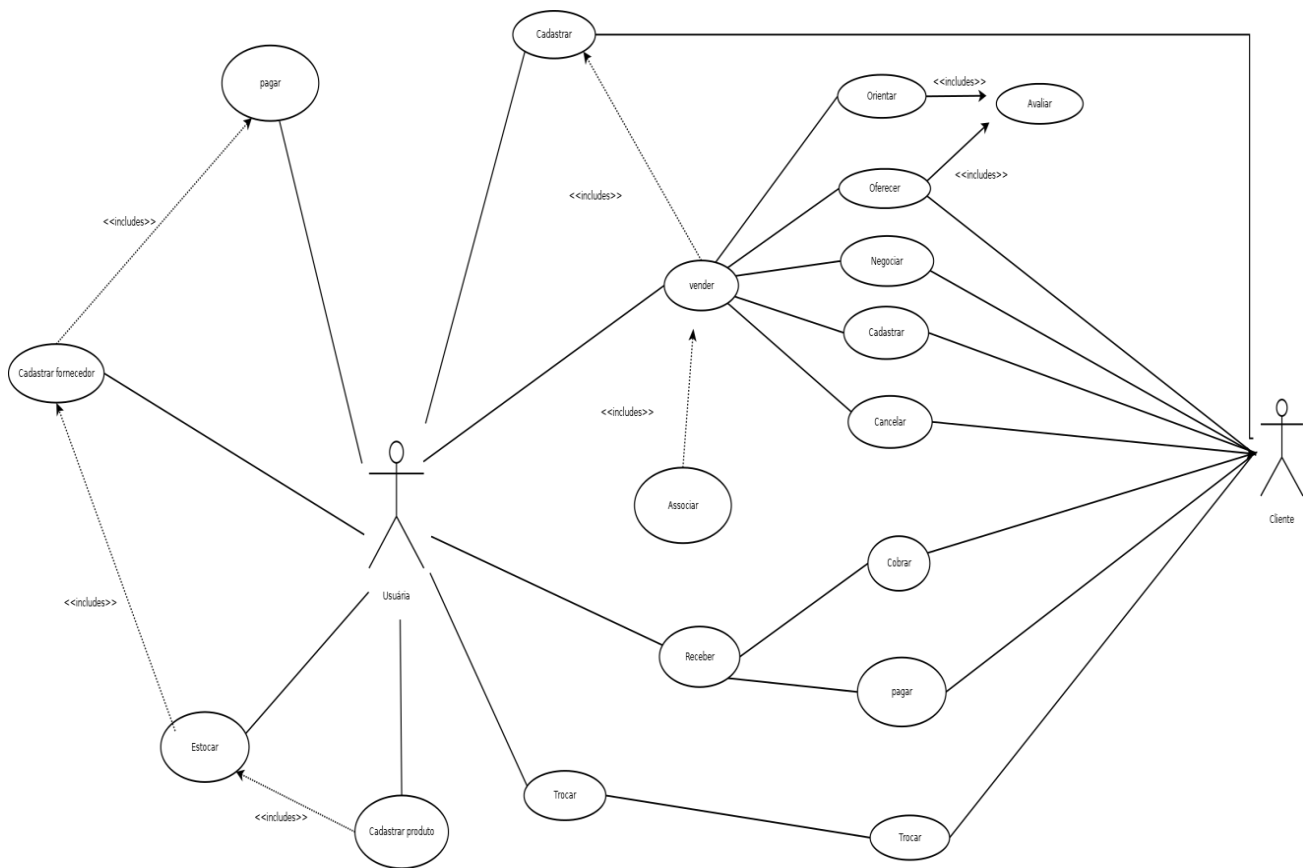 Cadastrar
pagar
<<includes>>
Orientar
Avaliar
<<includes>>
Oferecer
<<includes>>
<<includes>>
Negociar
vender
Cadastrar
Cadastrar fornecedor
<<includes>>
Cancelar
Associar
Cliente
Cobrar
Usuária
<<includes>>
Receber
pagar
Estocar
Trocar
<<includes>>
Cadastrar produto
Trocar